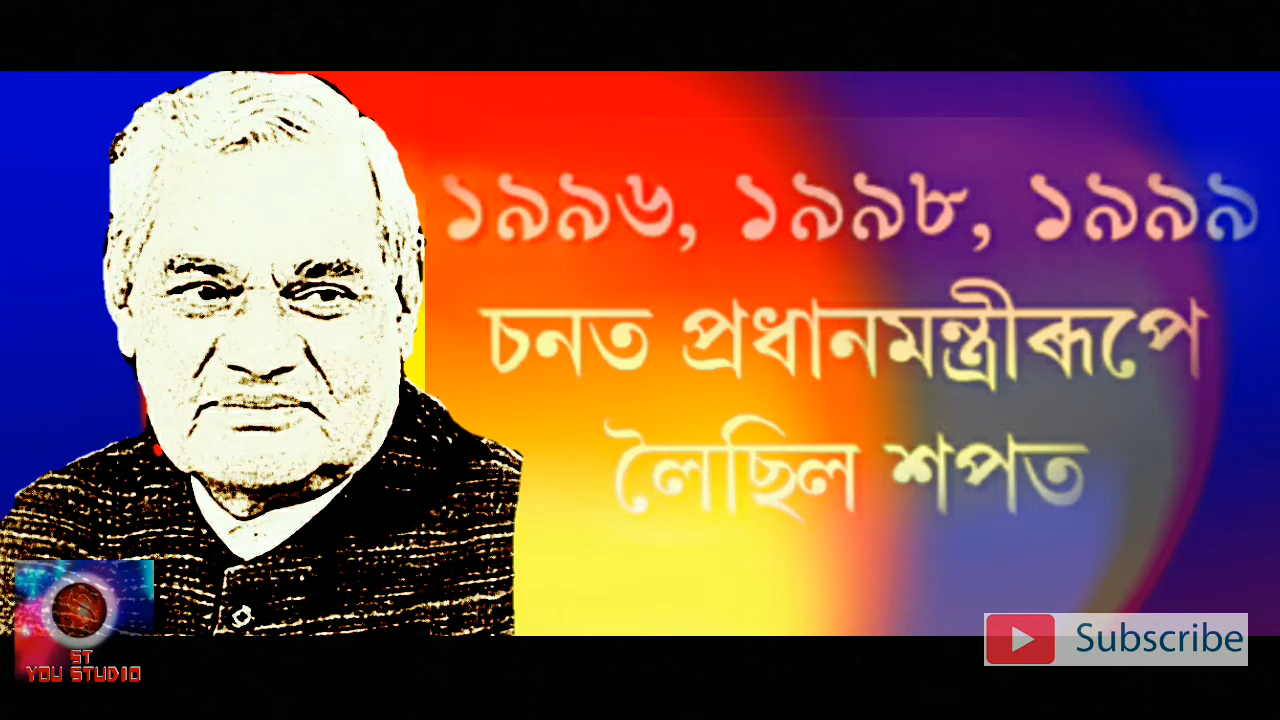 ১৯৯৬, ১৯৯৮, ১৯৯৯
চনত প্ৰধানমন্ত্ৰীৰূপে
লৈছিল শপত
Subscribe
ST
YOU STUDIO